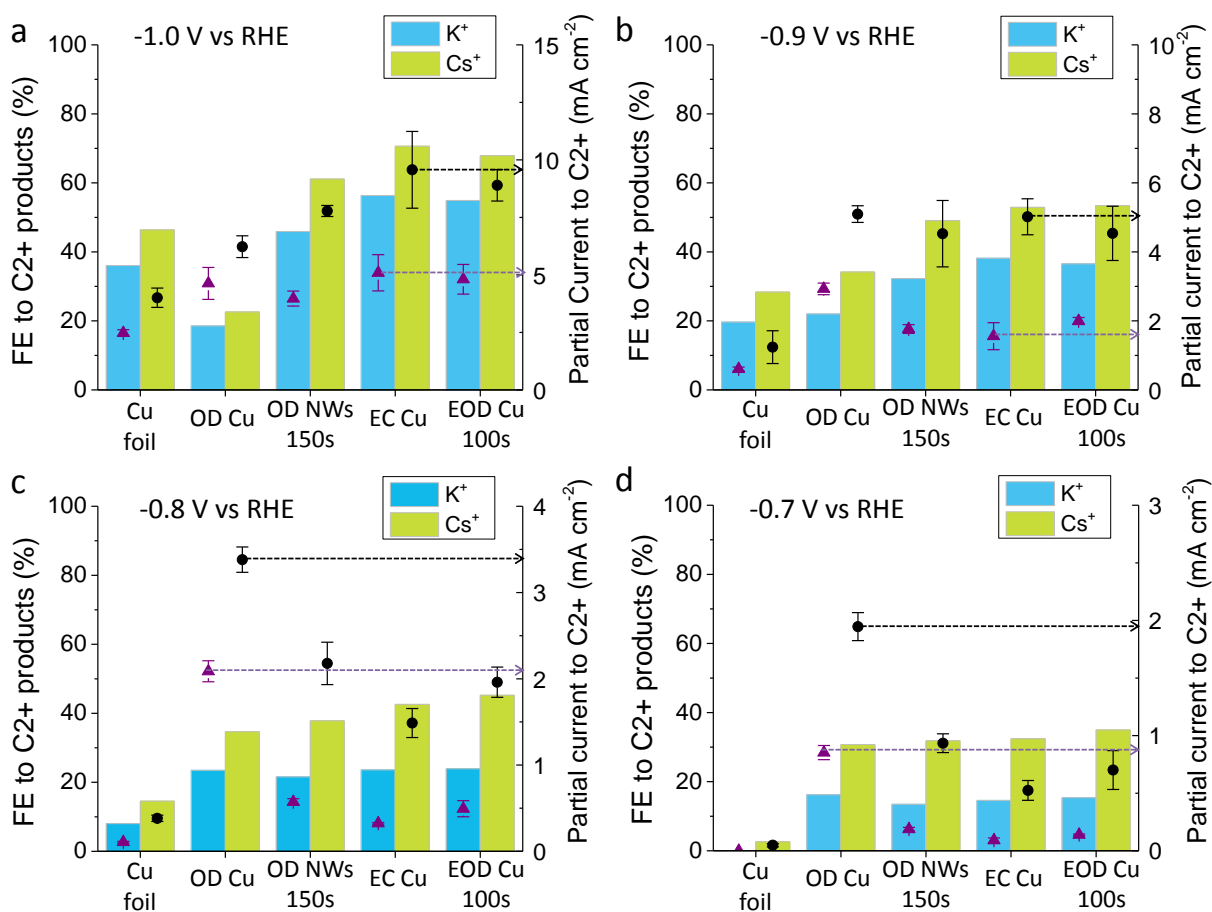 a
-1.0 V vs RHE
K+
Cs+
FE to C2+ products (%)
100
80
60
40
20
0
15
10
5
0
Partial Current to C2+ (mA cm-2)
Cu foil
OD Cu
OD NWs 150s
EC Cu
EOD Cu 100s
b
-0.9 V vs RHE
K+
Cs+
FE to C2+ products (%)
100
80
60
40
20
0
10
8
6
4
2
0
Partial current to C2+ (mA cm-2)
Cu foil
OD Cu
OD NWs 150s
EC Cu
EOD Cu 100s
c
-0.8 V vs RHE
K+
Cs+
FE to C2+ products (%)
100
80
60
40
20
0
4
3
2
1
0
Partial current to C2+ (mA cm-2)
Cu foil
OD Cu
OD NWs 150s
EC Cu
EOD Cu 100s
d
-0.7 V vs RHE
K+
Cs+
FE to C2+ products (%)
100
80
60
40
20
0
3
2
1
0
Partial current to C2+ (mA cm-2)
Cu foil
OD Cu
OD NWs 150s
EC Cu
EOD Cu 100s